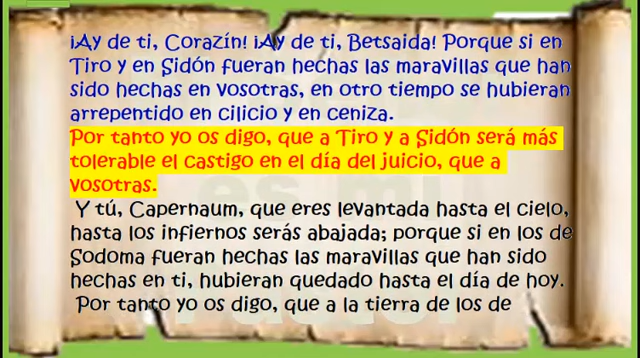 ¡Ay de ti, Corazín! ¡Ay de ti, Betsaida! Porque si en
Tiro y en Sidón fueran hechas las maravillas que han
sido hechas en vosotras, en otro tiempo se hubieran
arrepentido en cilicio y en ceniza.
Por tanto yo os digo, que a Tiro y a Sidón será más
tolerable el castigo en el día del juicio, que a
vosotras.
Y tú, Capernaum, que eres levantada hasta el cielo,
hasta los infiernos serás abajada; porque si en los de
Sodoma fueran hechas las maravillas que han sido
hechas en ti, hubieran quedado hasta el día de hoy.
Por tanto yo os digo, que a la tierra de los de